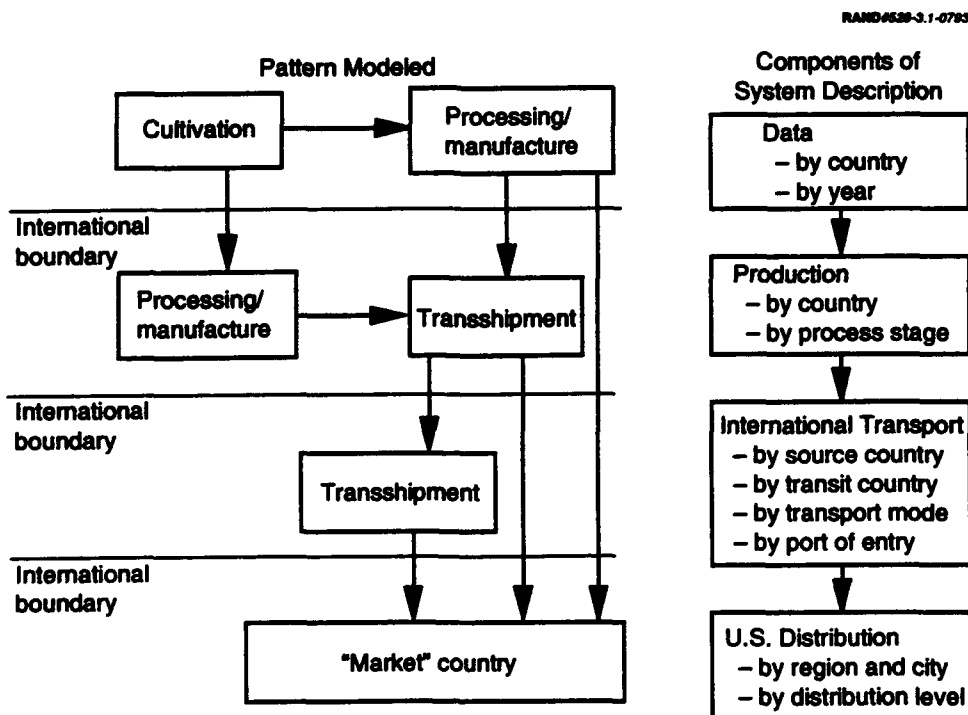 RAND#528-3.1-0793
Pattern Modeled
Cultivation
Processing/
manufacture
International
boundary
Processing/
manufacture
Transshipment
International
boundary
Transshipment
International
boundary
"Market" country
Components of
System Description
Data
– by country
– by year
Production
– by country
– by process stage
International Transport
– by source country
– by transit country
– by transport mode
– by port of entry
U.S. Distribution
– by region and city
– by distribution level